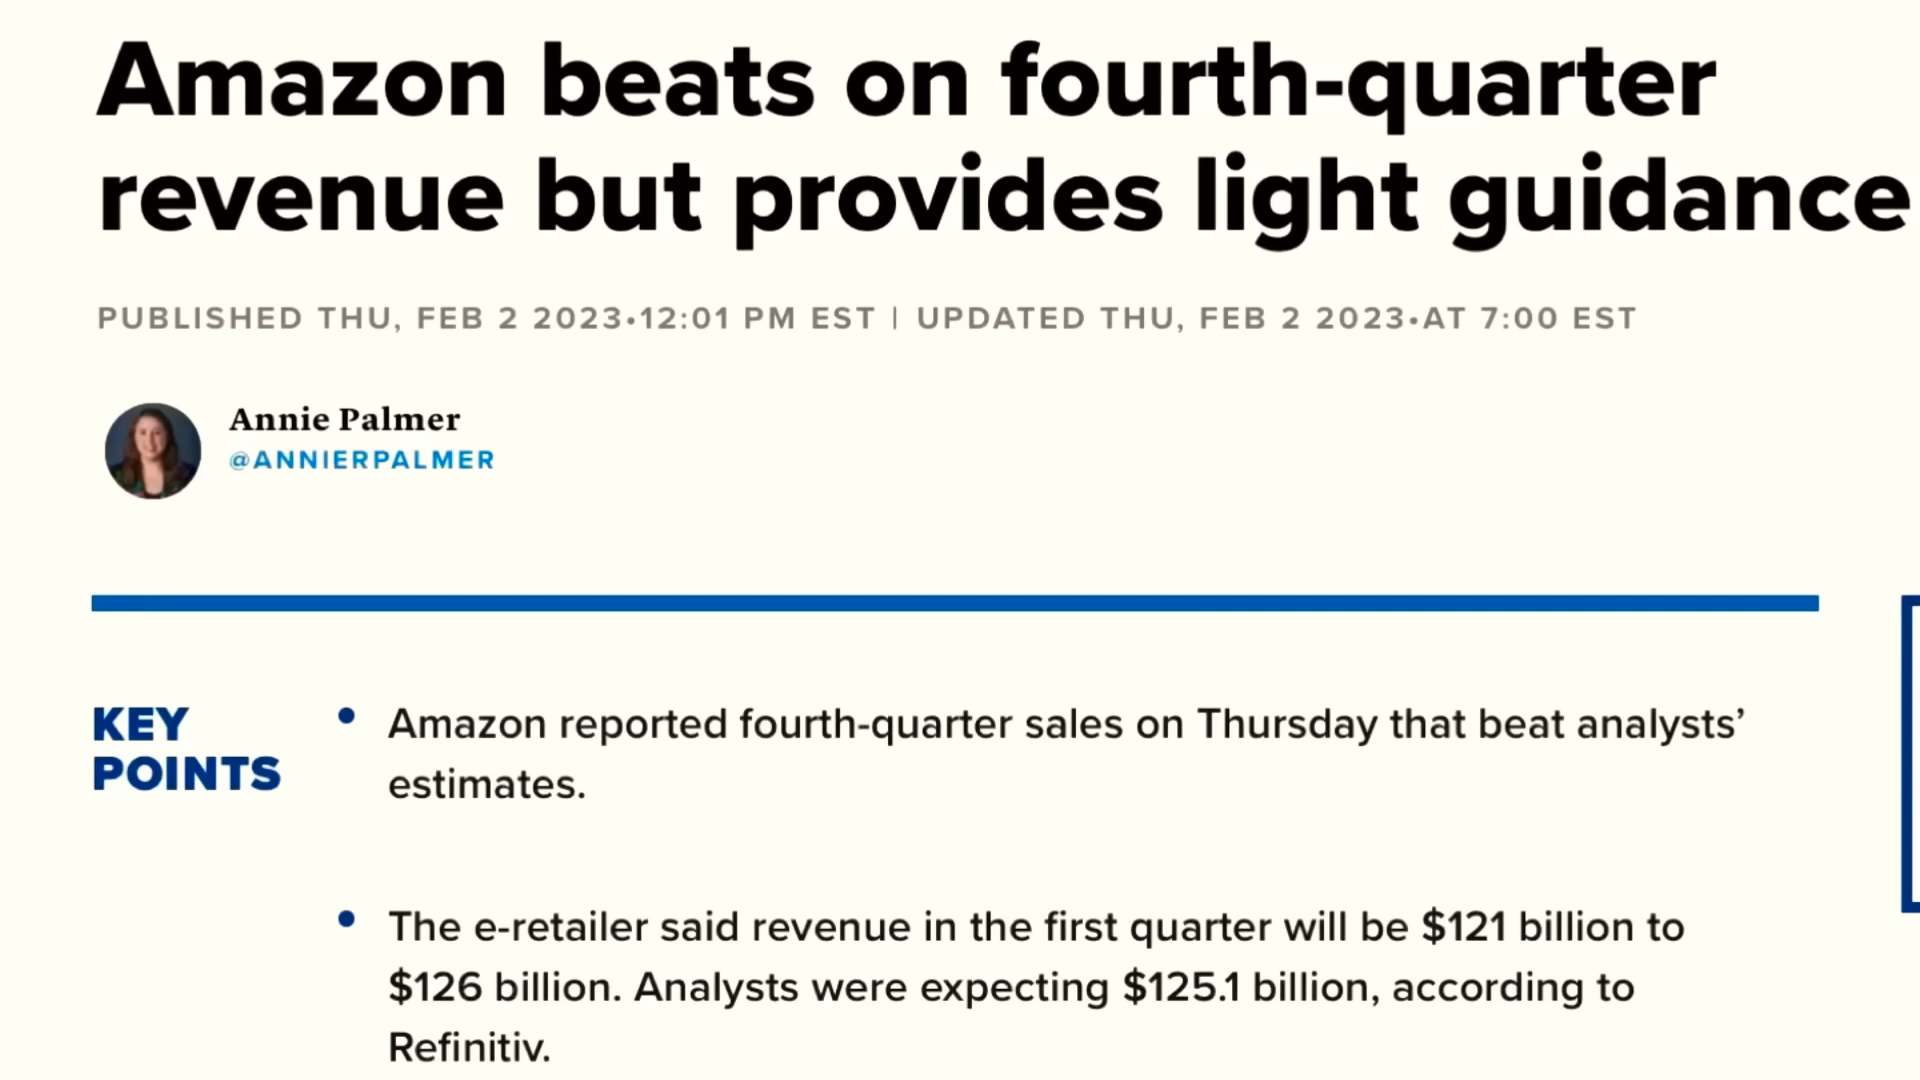 Amazon beats on fourth-quarter
revenue but provides light guidance
PUBLISHED THU, FEB 2 2023•12:01 PM EST | UPDATED THU, FEB 2 2023•AT 7:00 EST
Annie Palmer
@ANNIERPALMER
KEY
POINTS
• Amazon reported fourth-quarter sales on Thursday that beat analysts’
estimates.
• The e-retailer said revenue in the first quarter will be $121 billion to
$126 billion. Analysts were expecting $125.1 billion, according to
Refinitiv.